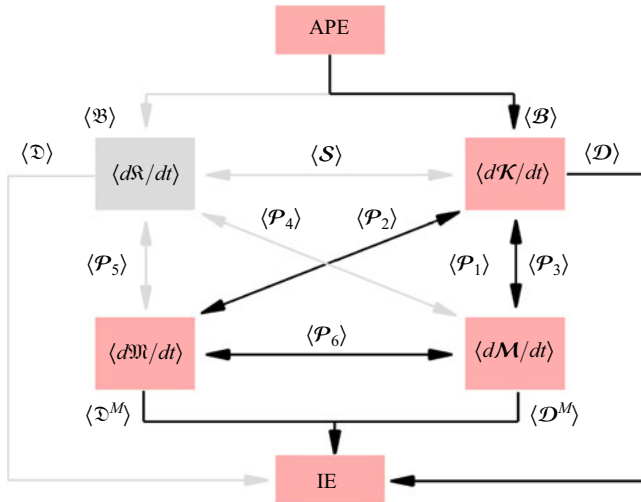 APE
⟨𝔅⟩
⟨𝓑⟩
⟨𝔇⟩
⟨𝓢⟩
⟨𝓓⟩
⟨d𝔎/dt⟩
⟨d𝓚/dt⟩
⟨𝓟₄⟩
⟨𝓟₂⟩
⟨𝓟₅⟩
⟨𝓟₁⟩
⟨𝓟₃⟩
⟨d𝔐/dt⟩
⟨𝓟₆⟩
⟨d𝓜/dt⟩
⟨𝔇ᴹ⟩
⟨𝓓ᴹ⟩
IE